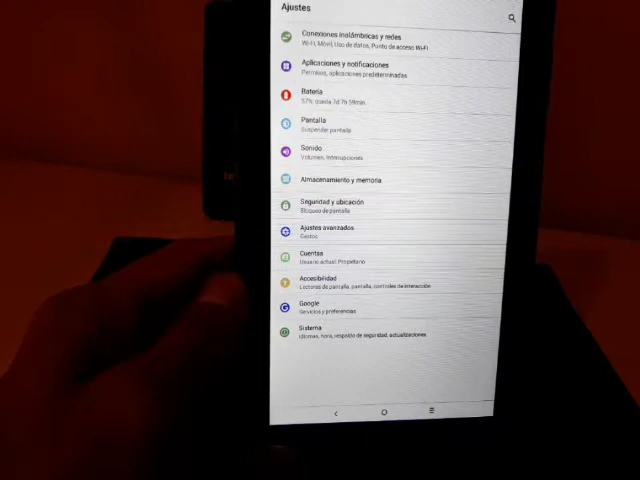 Ajustes
Conexiones inalámbricas y redes
Wi-Fi, Móvil, Uso de datos, Punto de acceso Wi-Fi
Aplicaciones y notificaciones
Permisos, aplicaciones predeterminadas
Batería
57%: queda 7d 7h 59min.
Pantalla
Suspender pantalla
Sonido
Volumen, Interrupciones
Almacenamiento y memoria
Seguridad y ubicación
Bloqueo de pantalla
Ajustes avanzados
Gestos
Cuentas
Usuario actual: Propietario
Accesibilidad
Lectores de pantalla, pantalla, controles de interacción
Google
Servicios y preferencias
Sistema
Idiomas, hora, respaldo de seguridad, actualizaciones